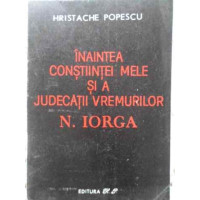 HRISTACHE POPESCU
ÎNAINTEA
CONȘTIINȚEI MELE
ȘI A
JUDECĂȚII VREMURILOR
N. IORGA
EDITURA